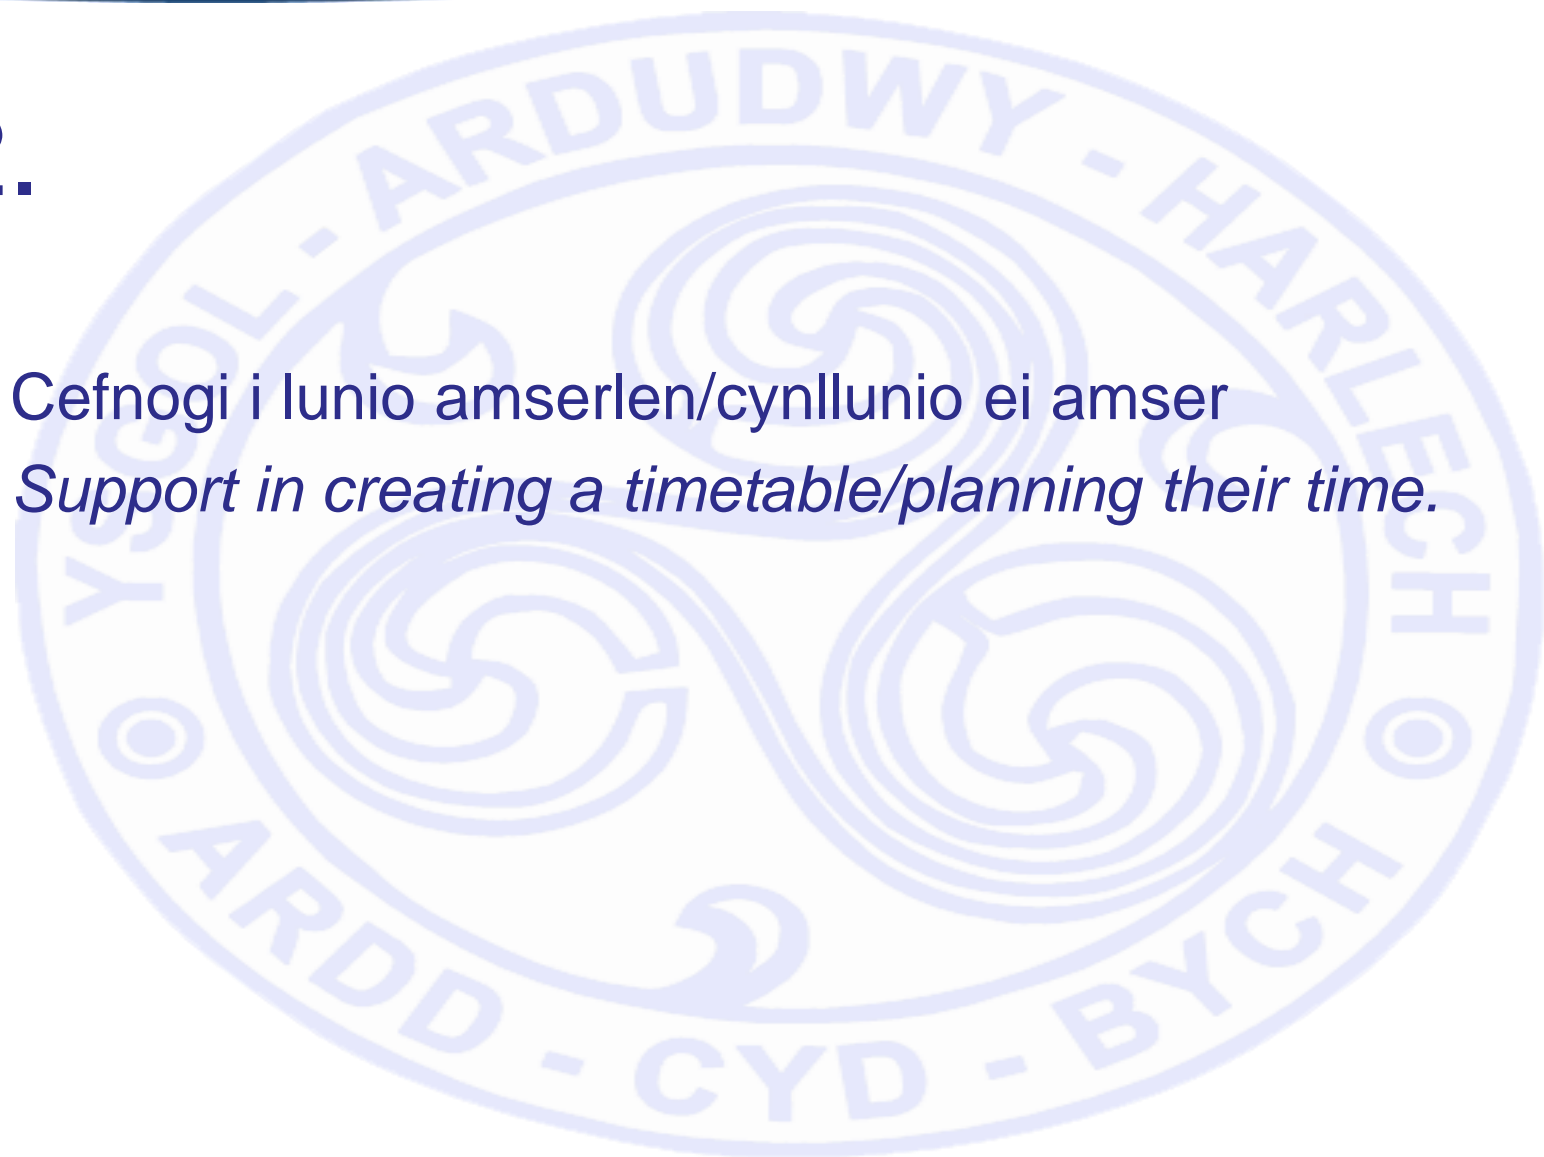 2.
Cefnogi i lunio amserlen/cynllunio ei amser
Support in creating a timetable/planning their time.
YSGOL - ARDUDWY - HARLECH
ARDD - CYD - BYCH